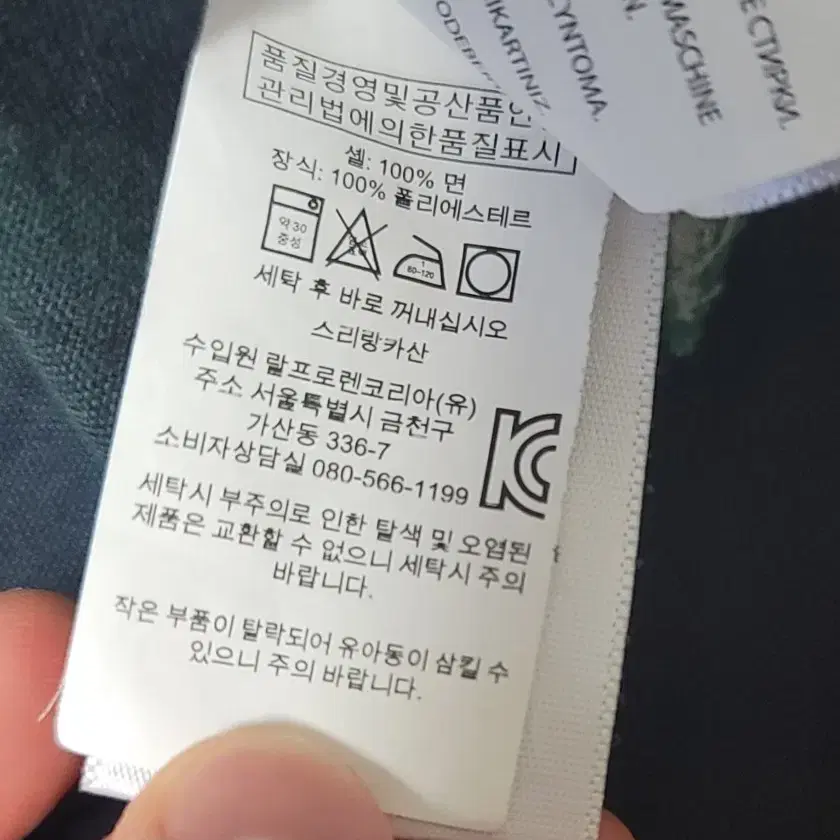 품질경영및공산품안
관리법에의한품질표시
셸: 100% 면
장식: 100% 폴리에스테르
약 30
중성
80-120
세탁 후 바로 꺼내십시오
스리랑카산
수입원 랄프로렌코리아(유)
주소 서울특별시 금천구
가산동 336-7
소비자상담실 080-566-1199
세탁시 부주의로 인한 탈색 및 오염된
제품은 교환할 수 없으니 세탁시 주의
바랍니다.
작은 부품이 탈락되어 유아동이 삼킬 수
있으니 주의 바랍니다.
IKARTINIZ.
CYNTOMA.
N.
MASCHINE
E СТИРКИ.